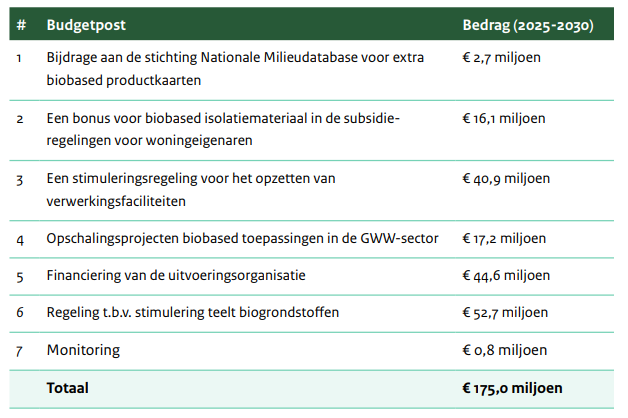 # Budgetpost Bedrag (2025-2030)
1 Bijdrage aan de stichting Nationale Milieudatabase voor extra € 2,7 miljoen
biobased productkaarten
2 Een bonus voor biobased isolatiemateriaal in de subsidie- € 16,1 miljoen
regelingen voor woningeigenaren
3 Een stimuleringsregeling voor het opzetten van € 40,9 miljoen
verwerkingsfaciliteiten
4 Opschalingsprojecten biobased toepassingen in de GWW-sector € 17,2 miljoen
5 Financiering van de uitvoeringsorganisatie € 44,6 miljoen
6 Regeling t.b.v. stimulering teelt biogrondstoffen € 52,7 miljoen
7 Monitoring € 0,8 miljoen
Totaal € 175,0 miljoen